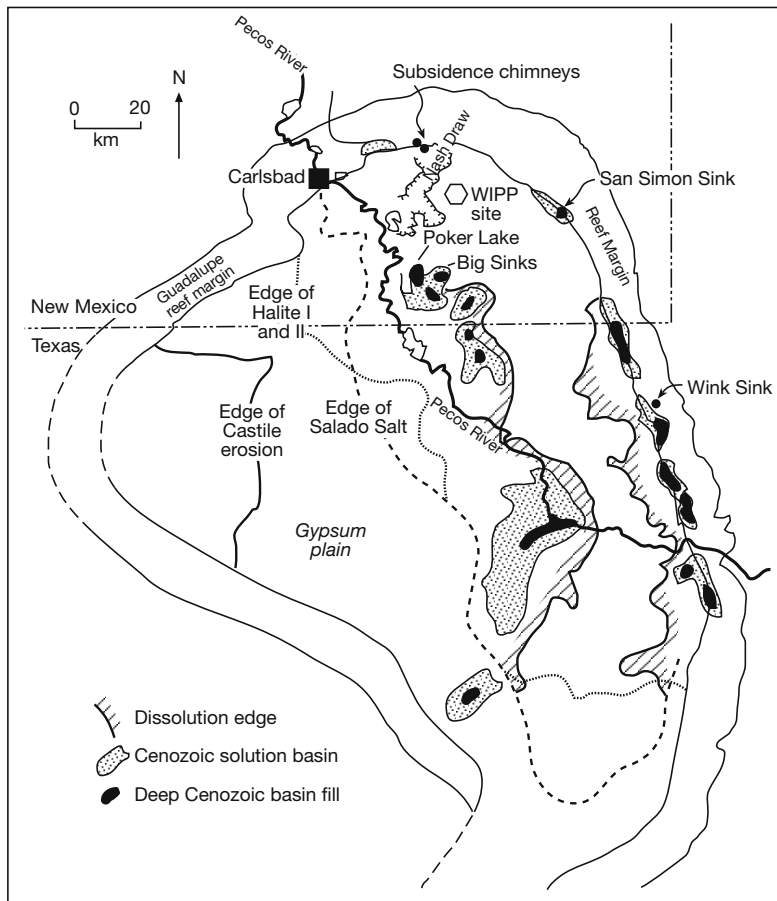 Pecos River
N
0 20
km
Subsidence chimneys
Nash Draw
Carlsbad
WIPP
site
San Simon Sink
Reef Margin
Poker Lake
Big Sinks
Guadalupe
reef margin
New Mexico
Edge of
Halite I
and II
Texas
Wink Sink
Edge of
Castile
erosion
Edge of
Salado Salt
Pecos River
Gypsum
plain
Dissolution edge
Cenozoic solution basin
Deep Cenozoic basin fill